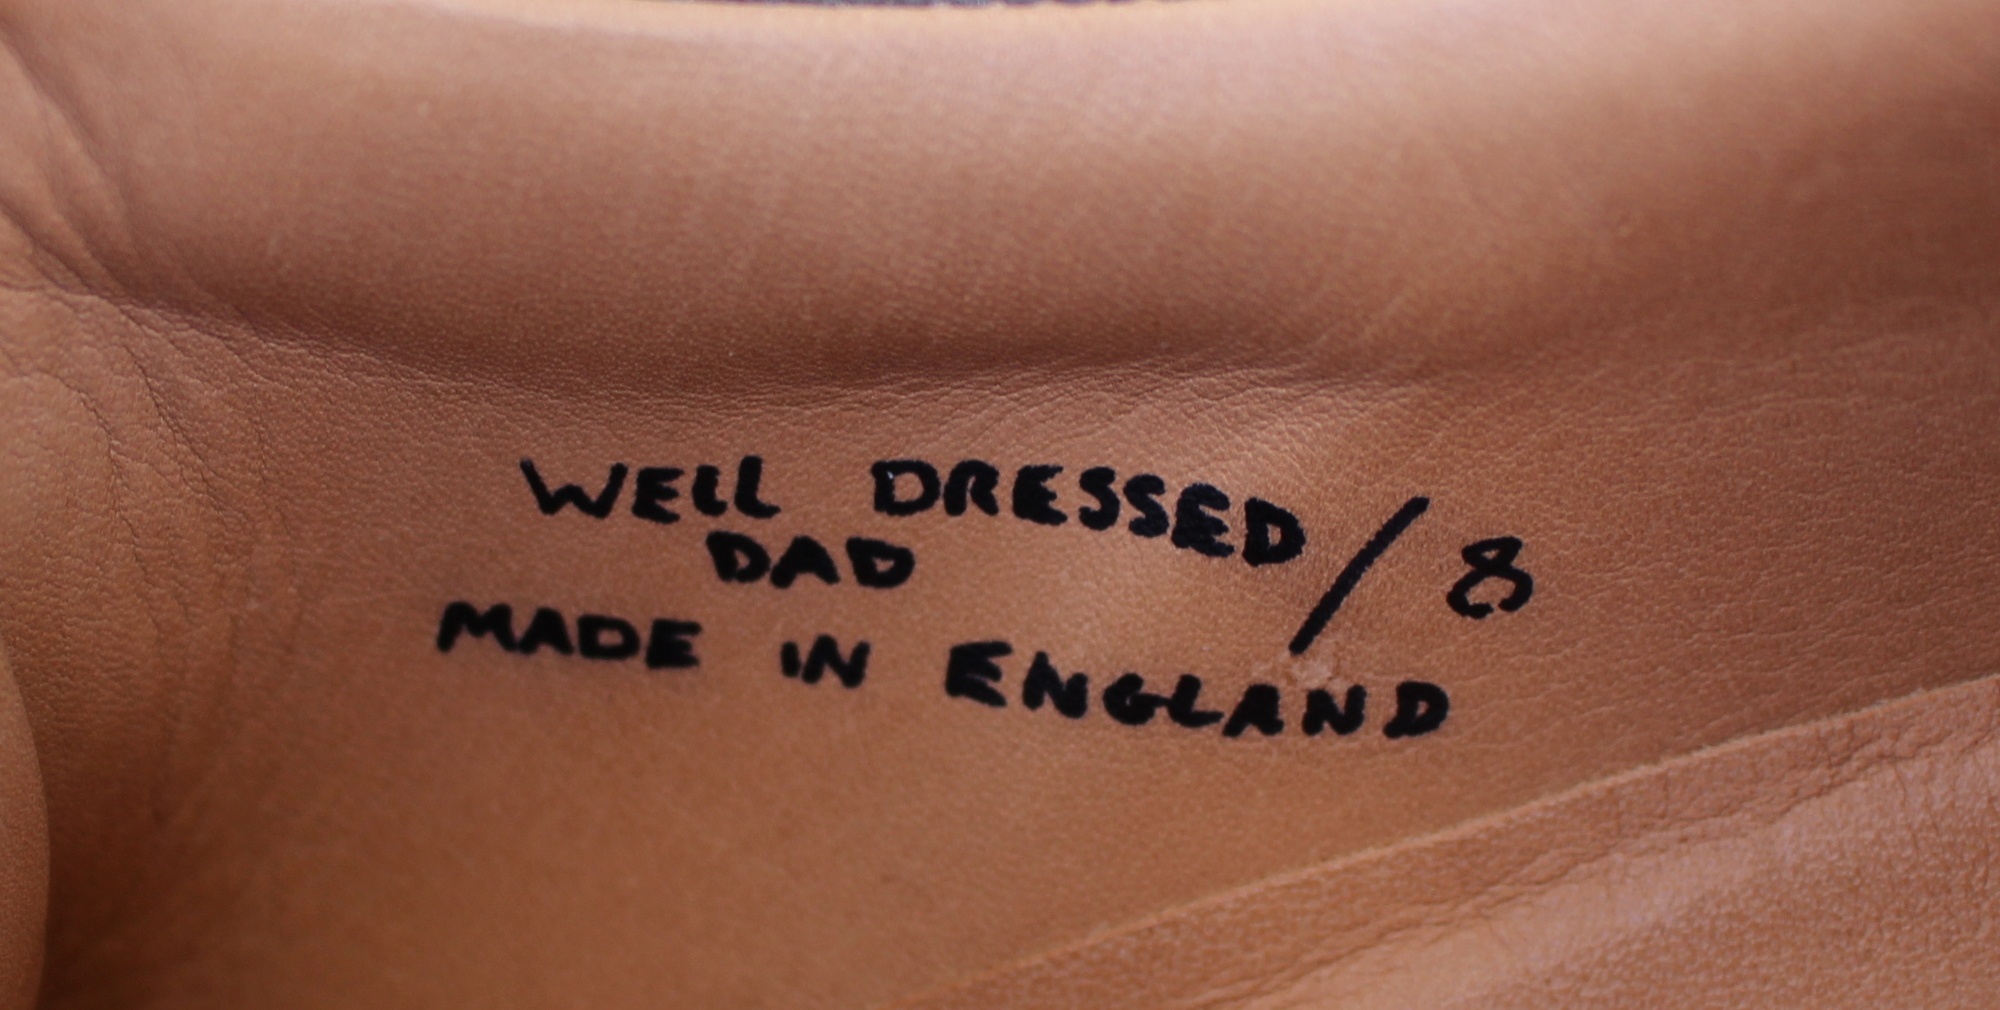 WELL DRESSED / 8
DAD
MADE IN ENGLAND